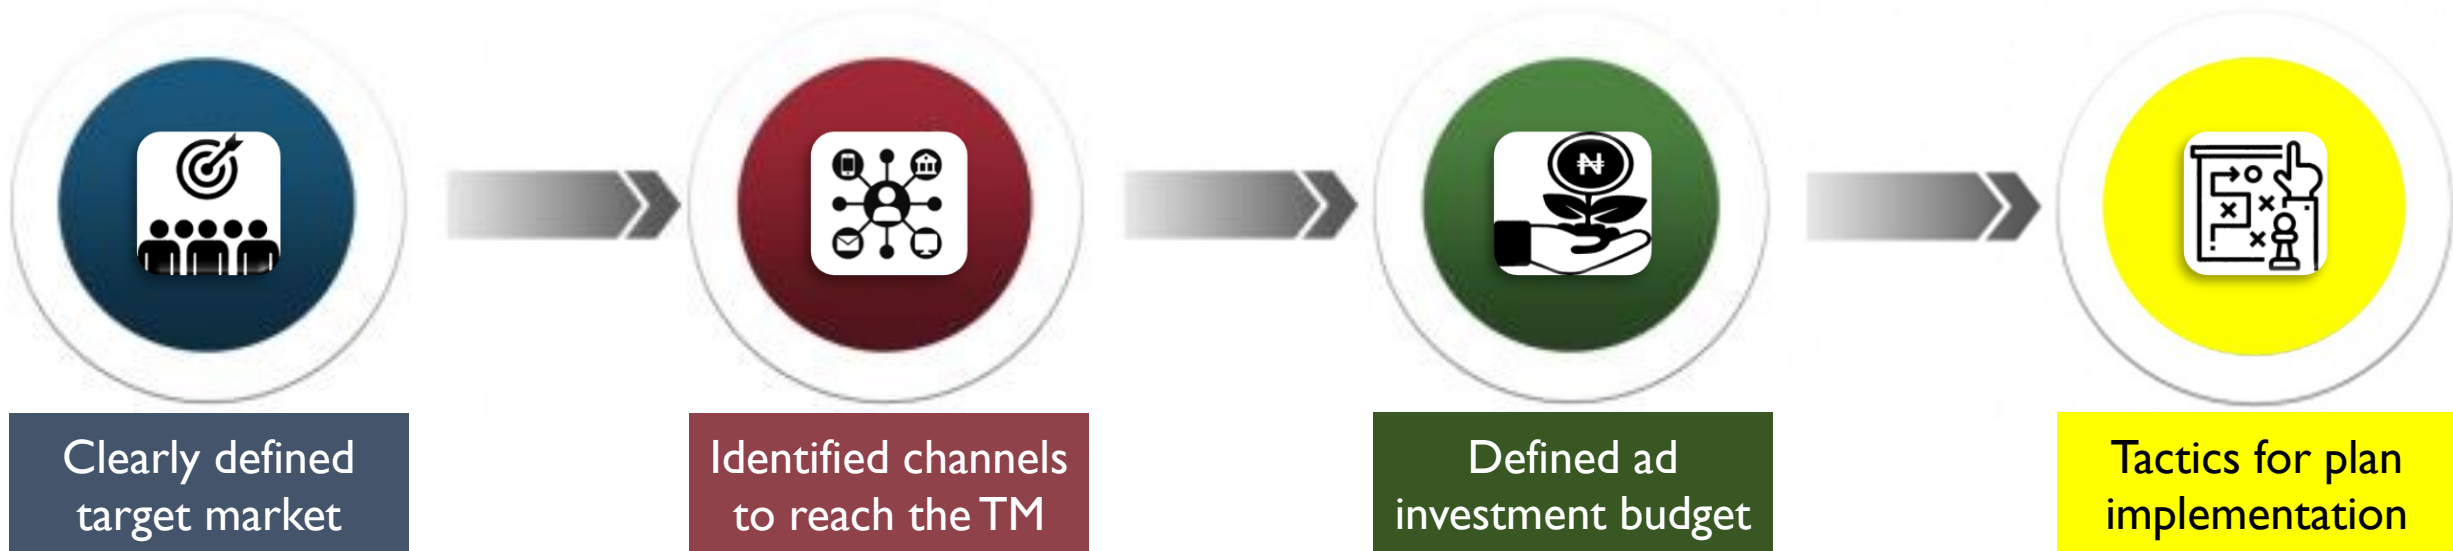 ₦
Clearly defined
target market
Identified channels
to reach the TM
Defined ad
investment budget
Tactics for plan
implementation